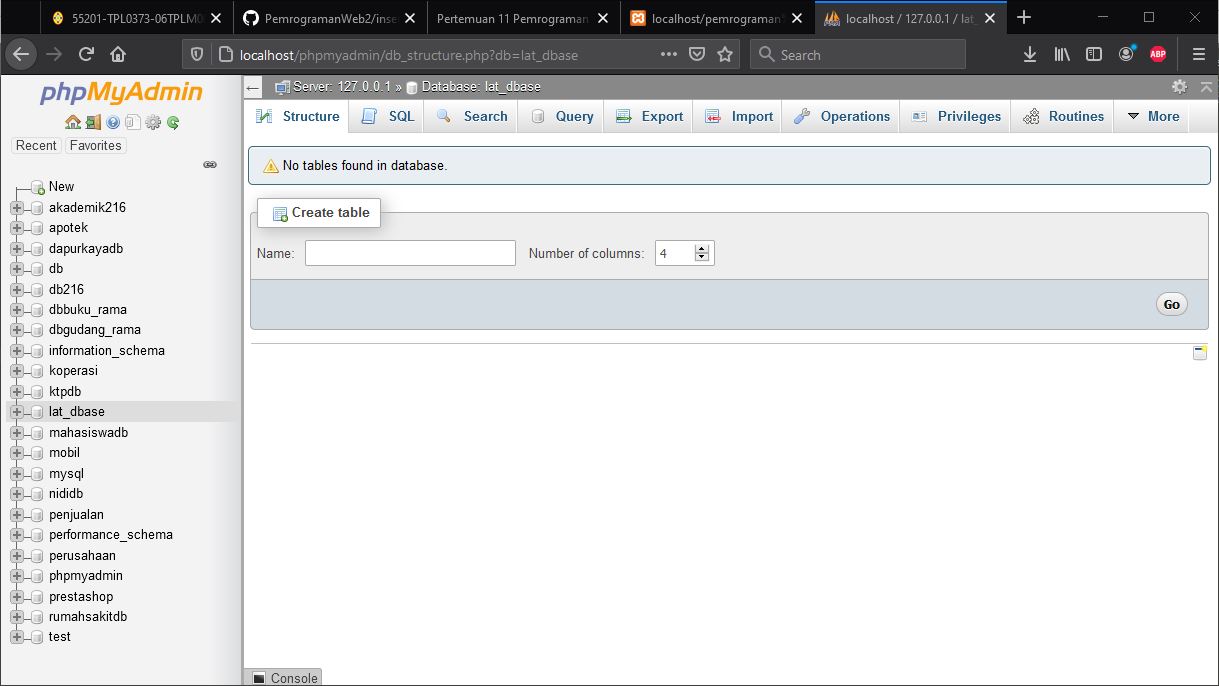 55201-TPL0373-06TPLM0
PemrogramanWeb2/inse
Pertemuan 11 Pemrograman
localhost/pemrograman
localhost / 127.0.0.1 / lat_
localhost/phpmyadmin/db_structure.php?db=lat_dbase
Search
ABP
phpMyAdmin
Recent Favorites
New
akademik216
apotek
dapurkayadb
db
db216
dbbuku_rama
dbgudang_rama
information_schema
koperasi
ktpdb
lat_dbase
mahasiswadb
mobil
mysql
nididb
penjualan
performance_schema
perusahaan
phpmyadmin
prestashop
rumahsakitdb
test
Server: 127.0.0.1 » Database: lat_dbase
Structure SQL Search Query Export Import Operations Privileges Routines More
No tables found in database.
Create table
Name: Number of columns: 4
Go
Console